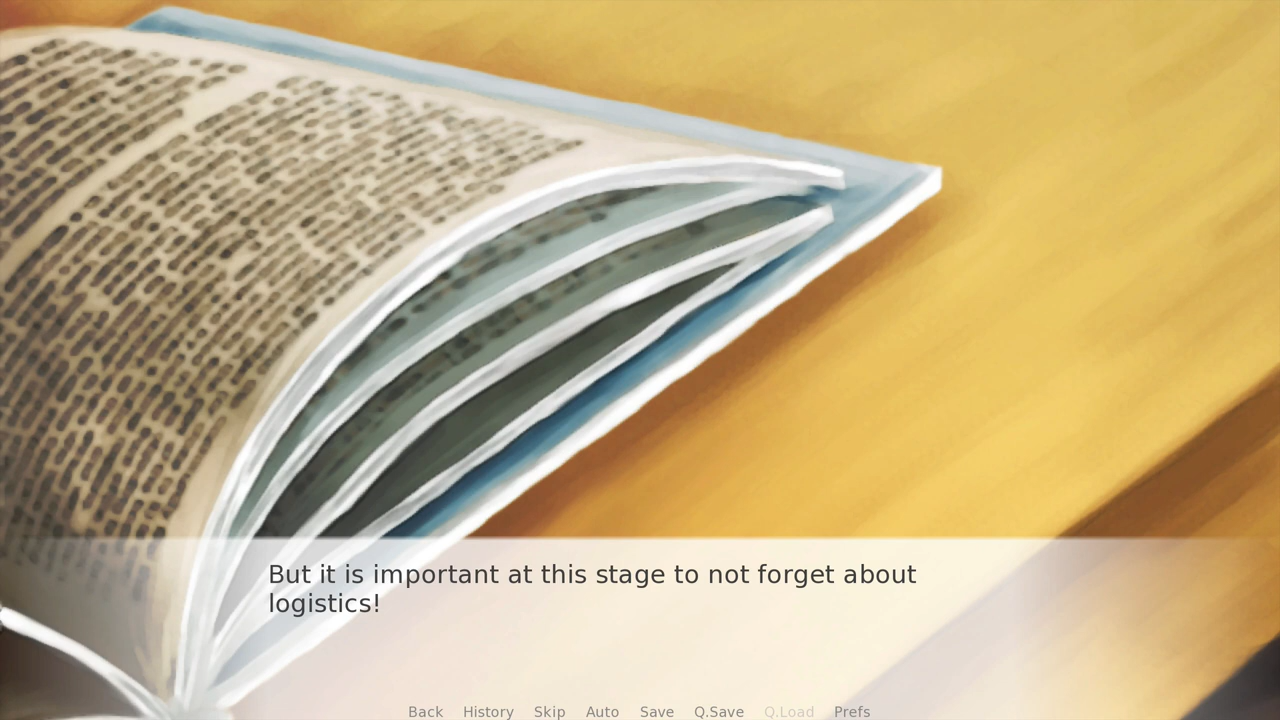 But it is important at this stage to not forget about
logistics!
Back History Skip Auto Save Q.Save Q.Load Prefs